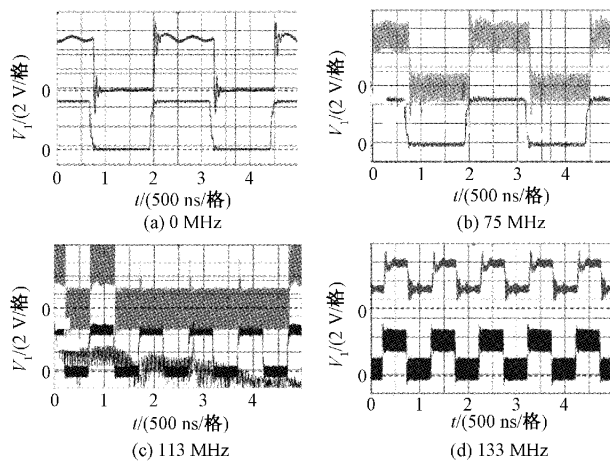 V₁/(2 V/格)
0
0
0 1 2 3 4
t/(500 ns/格)
(a) 0 MHz
V₁/(2 V/格)
0
0
0 1 2 3 4
t/(500 ns/格)
(b) 75 MHz
V₁/(2 V/格)
0
0
0 1 2 3 4
t/(500 ns/格)
(c) 113 MHz
V₁/(2 V/格)
0
0
0 1 2 3 4 5
t/(500 ns/格)
(d) 133 MHz